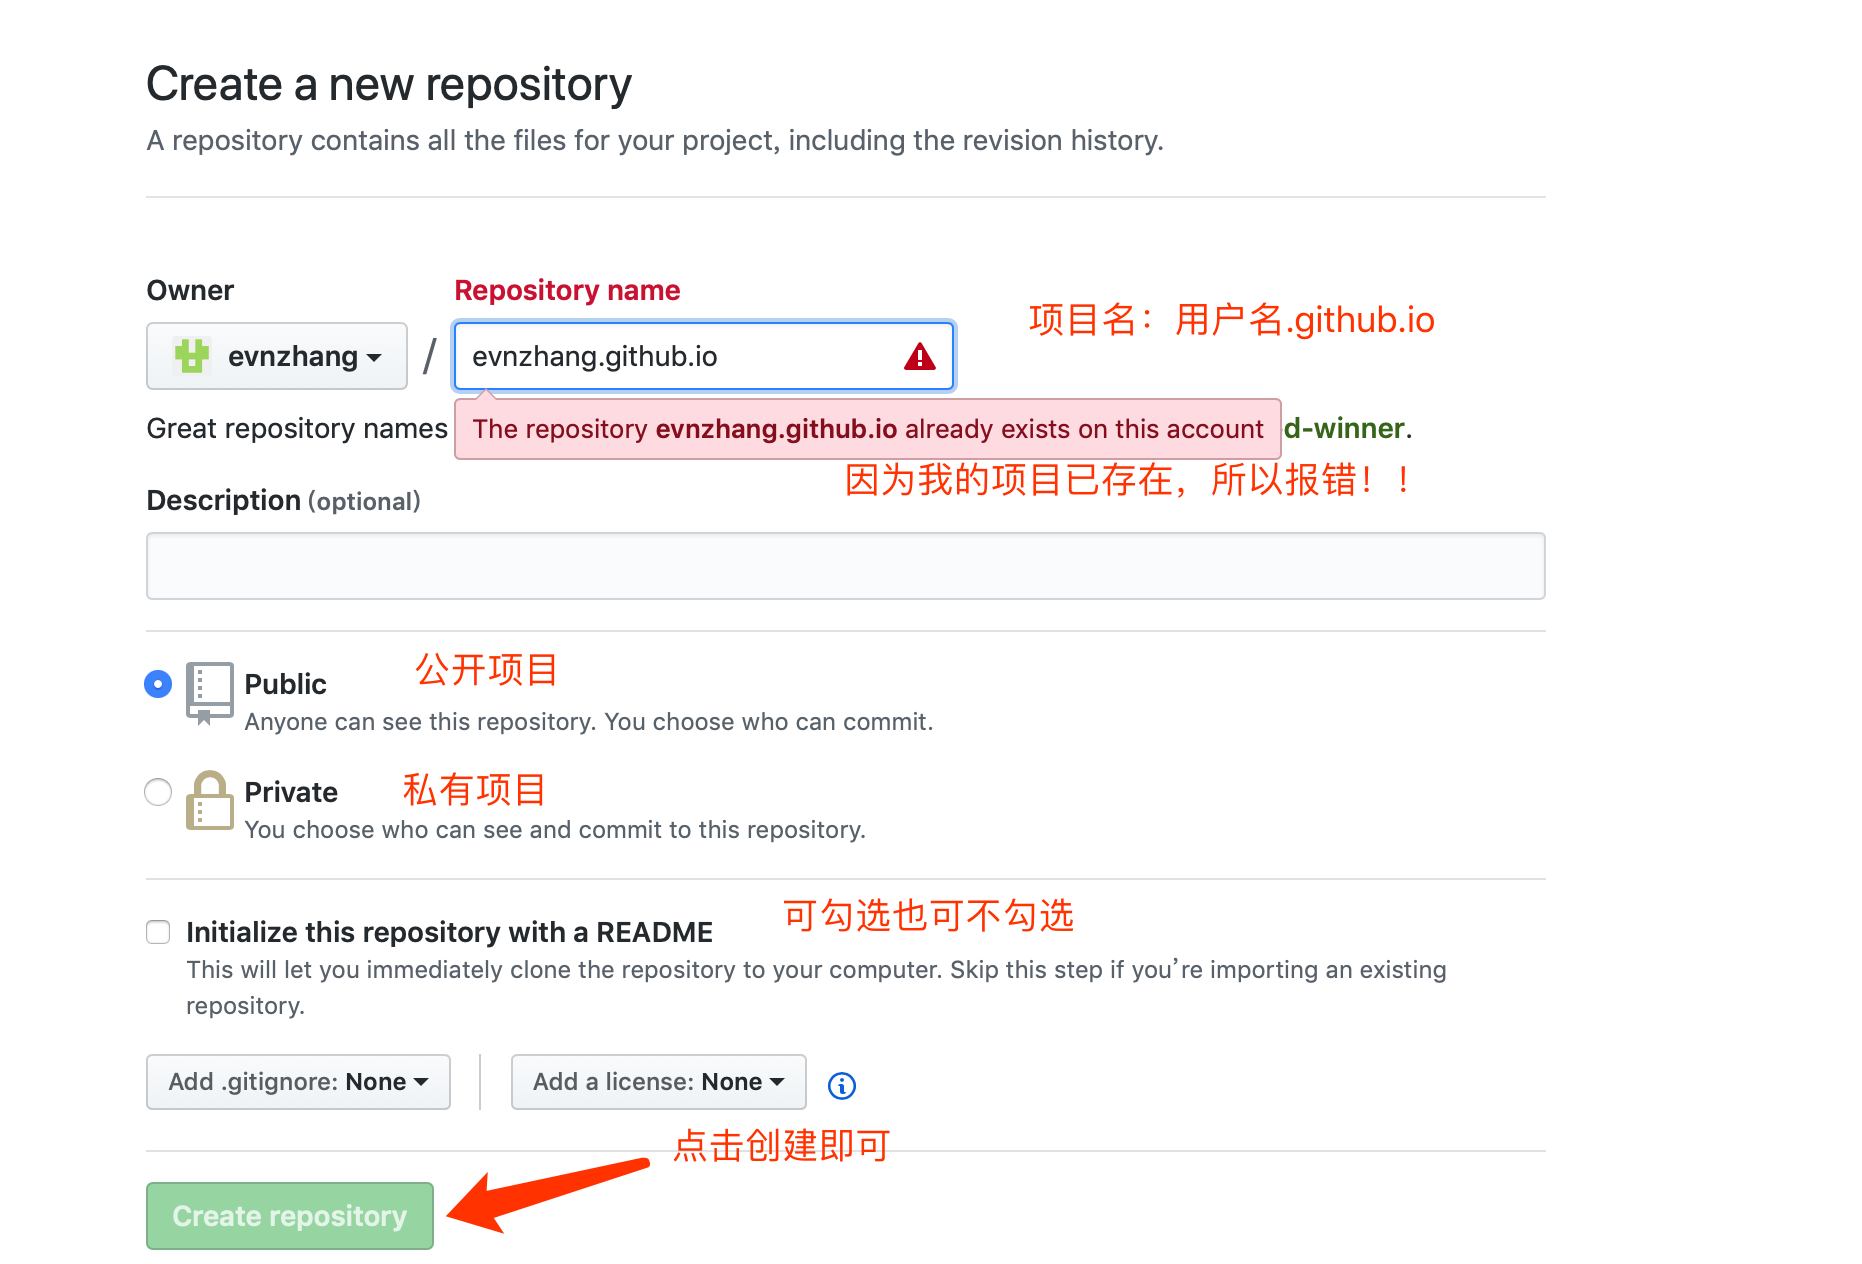 Create a new repository
A repository contains all the files for your project, including the revision history.
Owner
Repository name
项目名：用户名.github.io
evnzhang / evnzhang.github.io
Great repository names
The repository evnzhang.github.io already exists on this account
d-winner.
因为我的项目已存在，所以报错！！
Description (optional)
Public
公开项目
Anyone can see this repository. You choose who can commit.
Private
私有项目
You choose who can see and commit to this repository.
Initialize this repository with a README
可勾选也可不勾选
This will let you immediately clone the repository to your computer. Skip this step if you’re importing an existing
repository.
Add .gitignore: None
Add a license: None
点击创建即可
Create repository